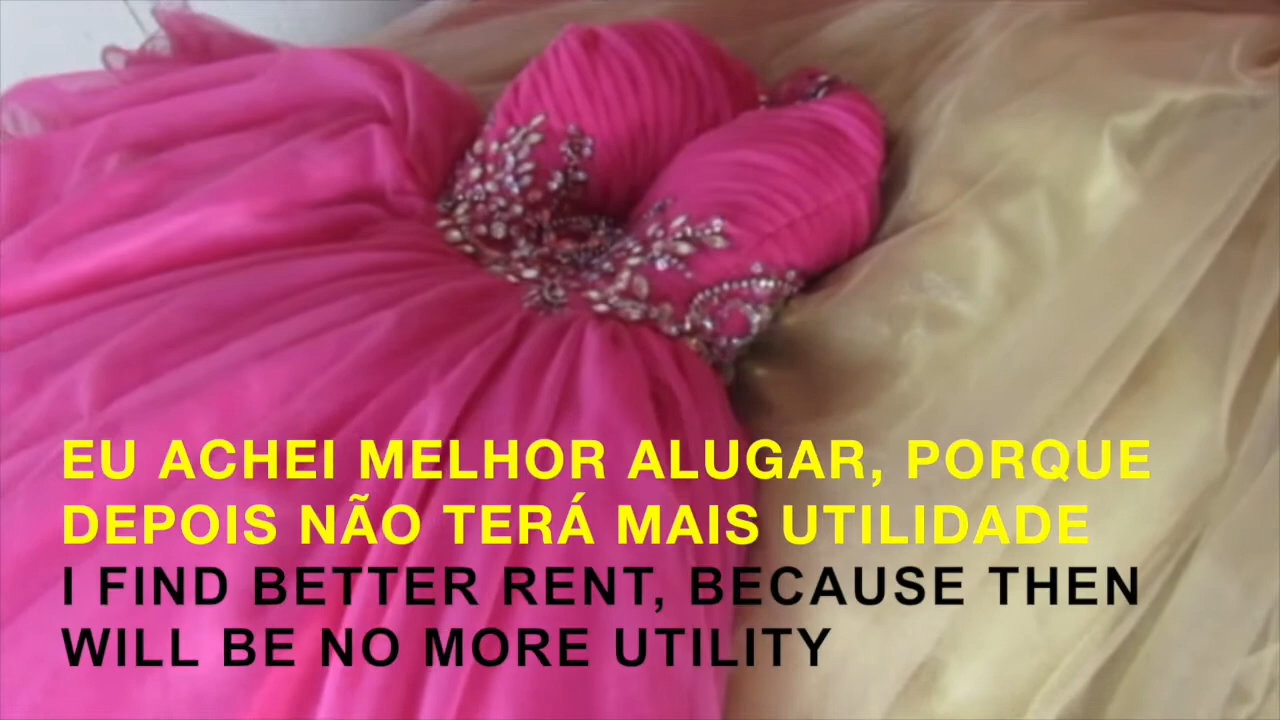 EU ACHEI MELHOR ALUGAR, PORQUE
DEPOIS NÃO TERÁ MAIS UTILIDADE
I FIND BETTER RENT, BECAUSE THEN
WILL BE NO MORE UTILITY